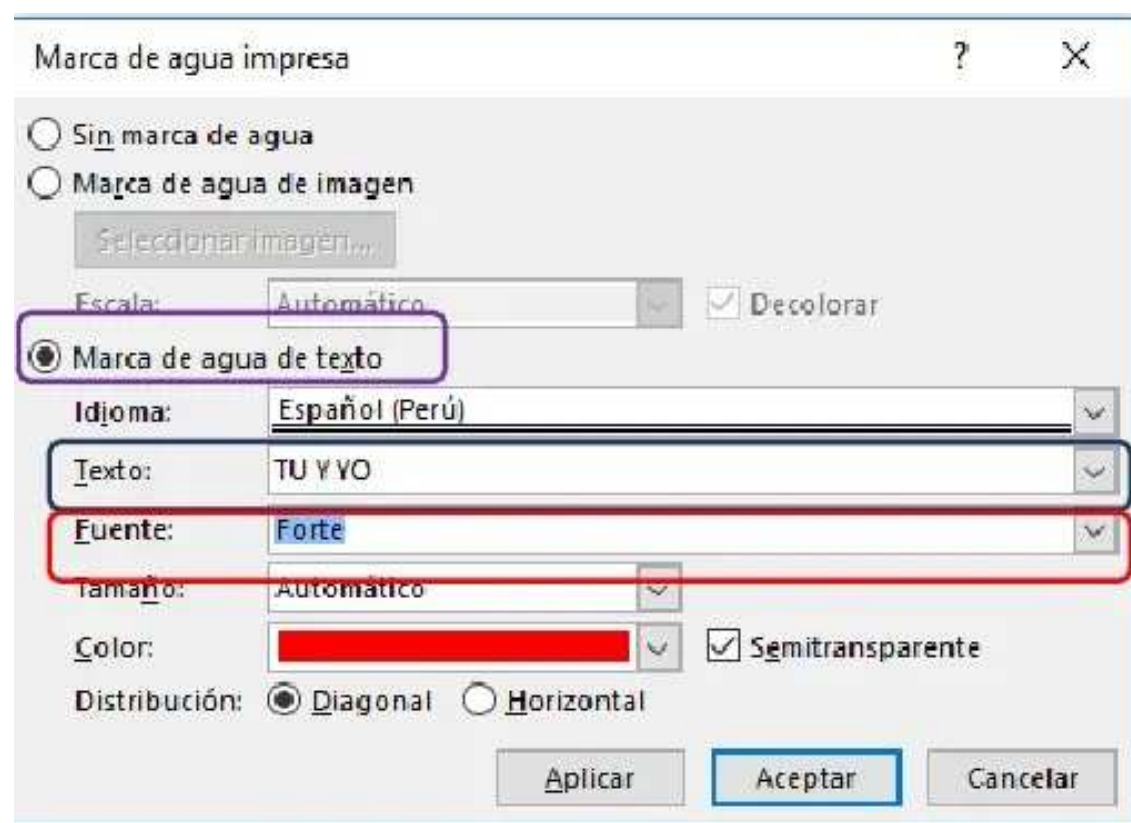 Marca de agua impresa ? X
Sin marca de agua
Marca de agua de imagen
Seleccionar imagen...
Escala: Automático Decolorar
Marca de agua de texto
Idioma: Español (Perú)
Texto: TU Y YO
Fuente: Forte
Tamaño: Automático
Color: Semitransparente
Distribución: Diagonal Horizontal
Aplicar Aceptar Cancelar